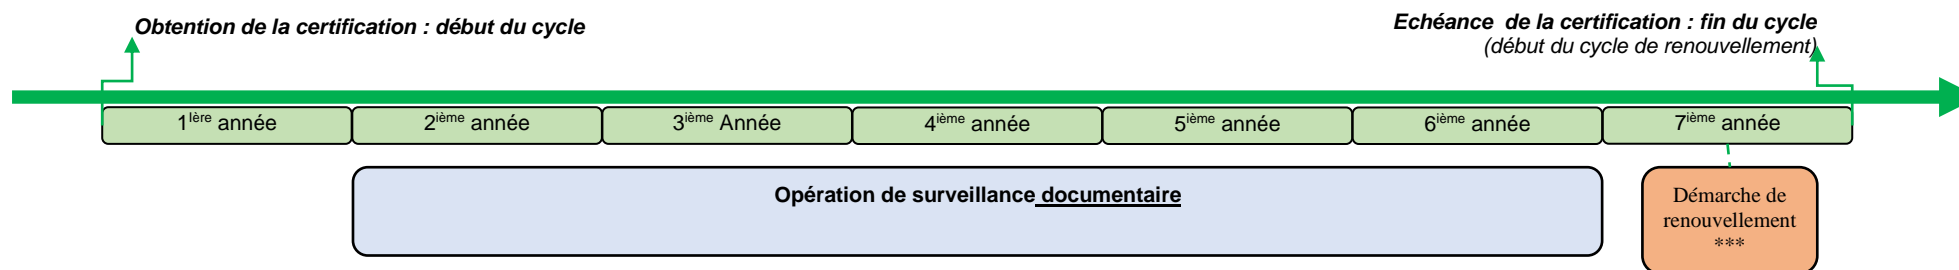 Obtention de la certification : début du cycle
Echéance de la certification : fin du cycle
(début du cycle de renouvellement)
1lère année
2ième année
3ième Année
4ième année
5ième année
6ième année
7ième année
Opération de surveillance documentaire
Démarche de
renouvellement
***